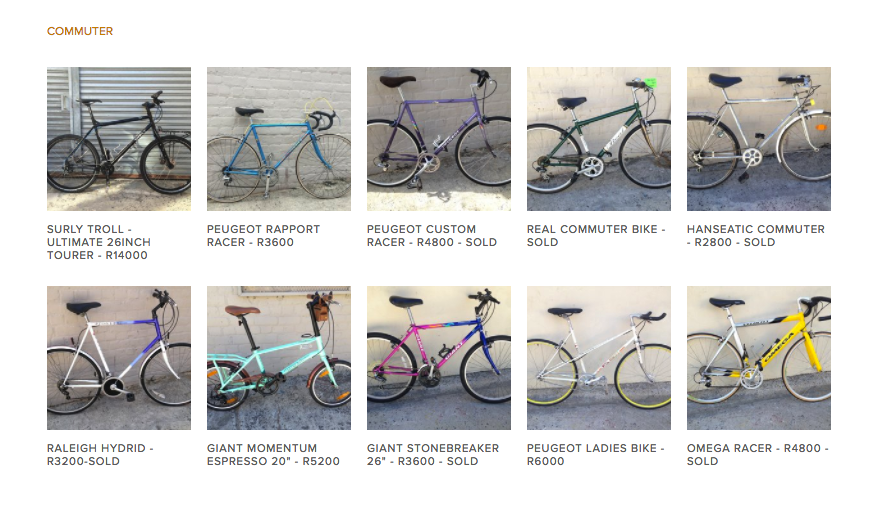 COMMUTER
SURLY TROLL -
ULTIMATE 26INCH
TOURER - R14000
PEUGEOT RAPPORT
RACER - R3600
PEUGEOT CUSTOM
RACER - R4800 - SOLD
REAL COMMUTER BIKE -
SOLD
HANSEATIC COMMUTER
- R2800 - SOLD
RALEIGH HYDRID -
R3200-SOLD
GIANT MOMENTUM
ESPRESSO 20" - R5200
GIANT STONEBREAKER
26" - R3600 - SOLD
PEUGEOT LADIES BIKE -
R6000
OMEGA RACER - R4800 -
SOLD